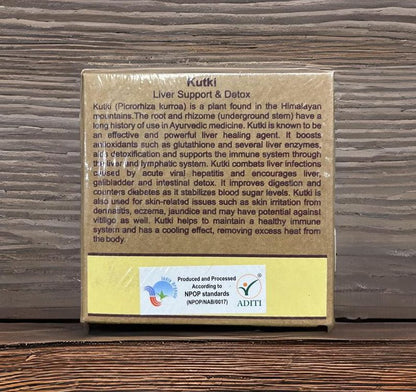 Kutki
Liver Support & Detox
Kutki (Picrorhiza kurroa) is a plant found in the Himalayan
mountains.The root and rhizome (underground stem) have a
long history of use in Ayurvedic medicine. Kutki is known to be
an effective and powerful liver healing agent. It boosts
antioxidants such as glutathione and several liver enzymes,
aids detoxification and supports the immune system through
the liver and lymphatic system. Kutki combats liver infections
caused by acute viral hepatitis and encourages liver,
gallbladder and intestinal detox. It improves digestion and
counters diabetes as it stabilizes blood sugar levels. Kutki is
also used for skin-related issues such as skin irritation from
dermatitis, eczema, jaundice and may have potential against
vitiligo as well. Kutki helps to maintain a healthy immune
system and has a cooling effect, removing excess heat from
the body.
Produced and Processed
According to
NPOP standards
(NPOP/NAB/0017)
ADITI